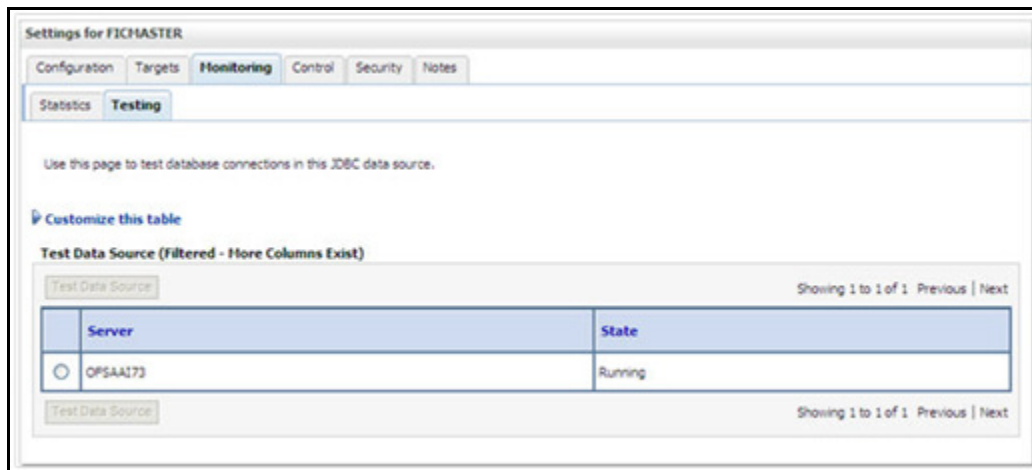 Settings for FICMASTER
Configuration Targets Monitoring Control Security Notes
Statistics Testing
Use this page to test database connections in this JDBC data source.
Customize this table
Test Data Source (Filtered - More Columns Exist)
Test Data Source Showing 1 to 1 of 1 Previous | Next
Server State
OFSAAI73 Running
Test Data Source Showing 1 to 1 of 1 Previous | Next